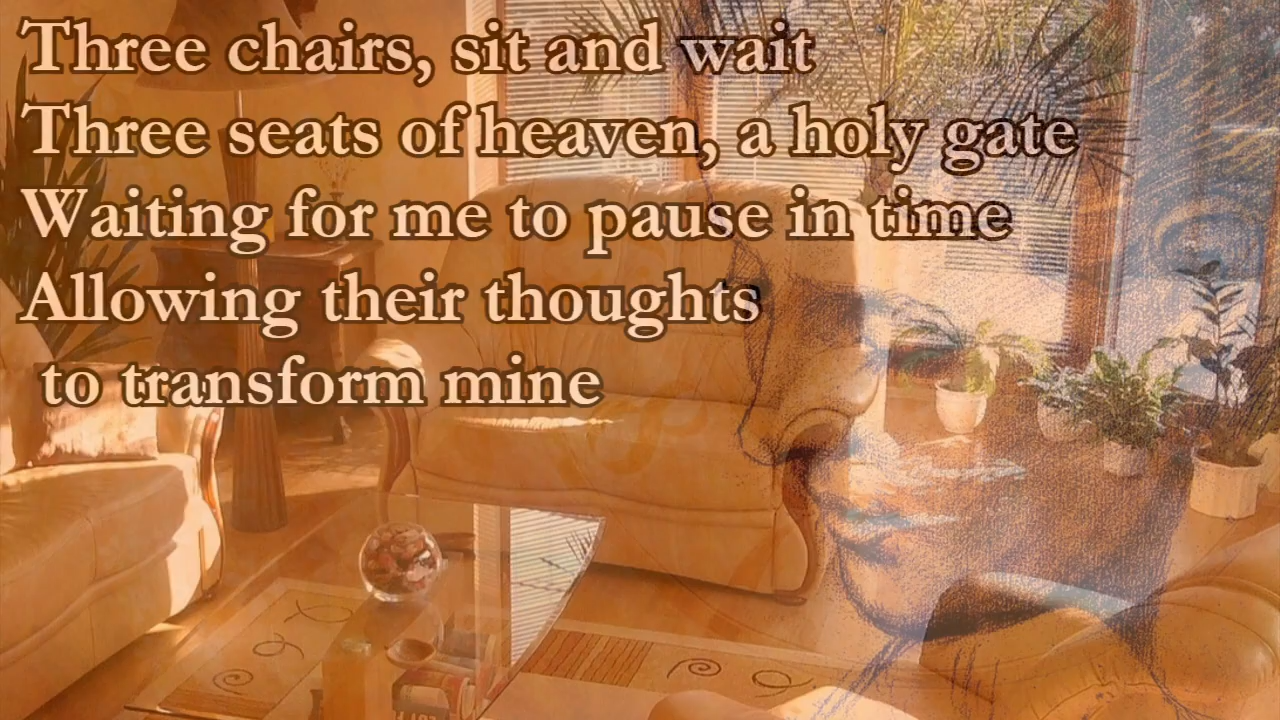 Three chairs, sit and wait
Three seats of heaven, a holy gate
Waiting for me to pause in time
Allowing their thoughts
to transform mine